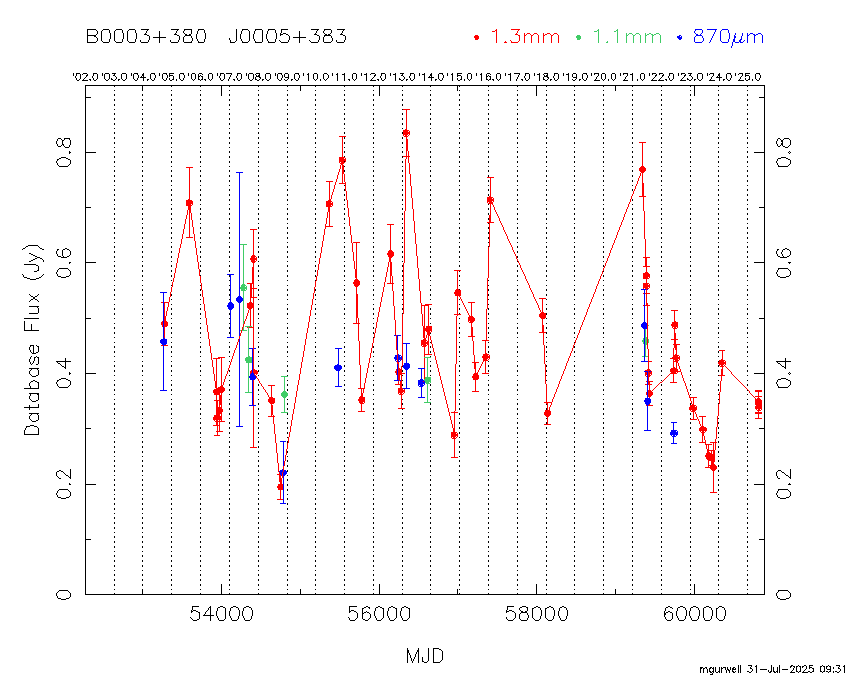 B0003+380 J0005+383 1.3mm 1.1mm 870μm
'02.0 '03.0 '04.0 '05.0 '06.0 '07.0 '08.0 '09.0 '10.0 '11.0 '12.0 '13.0 '14.0 '15.0 '16.0 '17.0 '18.0 '19.0 '20.0 '21.0 '22.0 '23.0 '24.0 '25.0
0.8 0.8
0.6 0.6
Database Flux (Jy)
0.4 0.4
0.2 0.2
0 0
54000 56000 58000 60000
MJD
mgurwell 31-Jul-2025 09:31